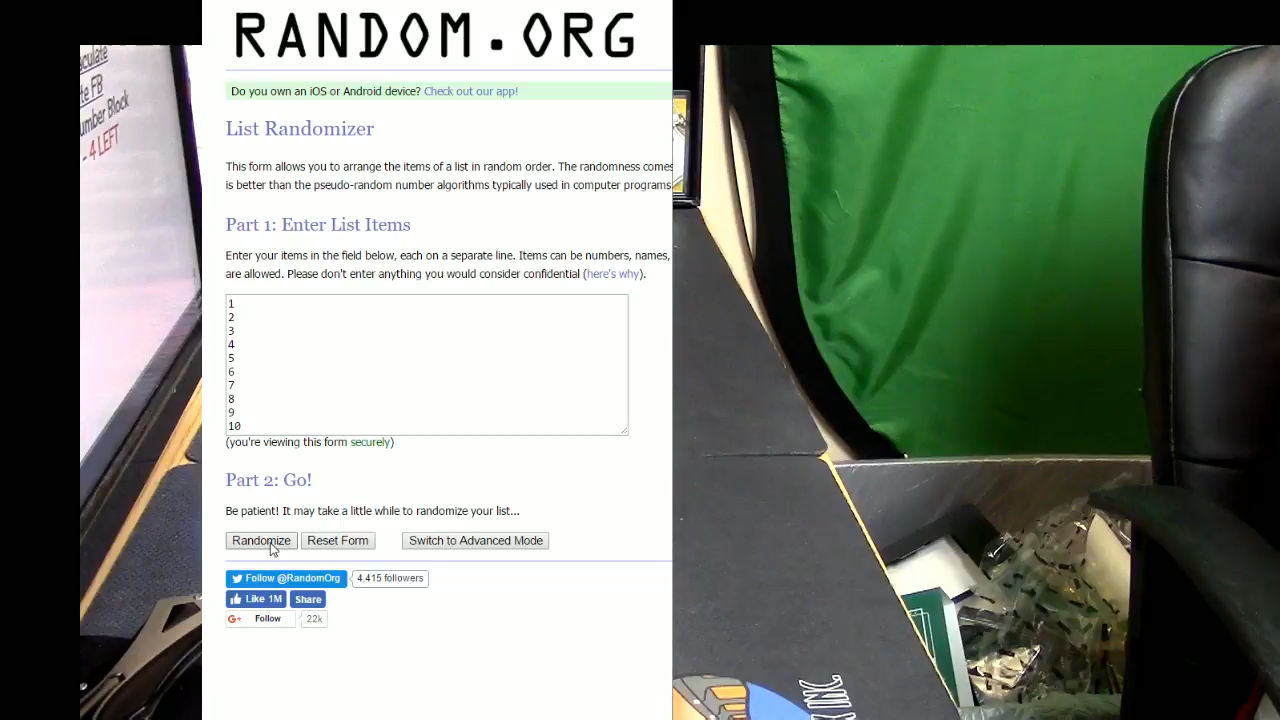 culate
te FB
umber Block
- 4 LEFT
RANDOM.ORG
Do you own an iOS or Android device? Check out our app!
List Randomizer
This form allows you to arrange the items of a list in random order. The randomness comes
is better than the pseudo-random number algorithms typically used in computer programs
Part 1: Enter List Items
Enter your items in the field below, each on a separate line. Items can be numbers, names,
are allowed. Please don't enter anything you would consider confidential (here's why).
1
2
3
4
5
6
7
8
9
10
(you're viewing this form securely)
Part 2: Go!
Be patient! It may take a little while to randomize your list...
Randomize Reset Form Switch to Advanced Mode
Follow @RandomOrg 4,415 followers
Like 1M Share
G+ Follow 22k
INC